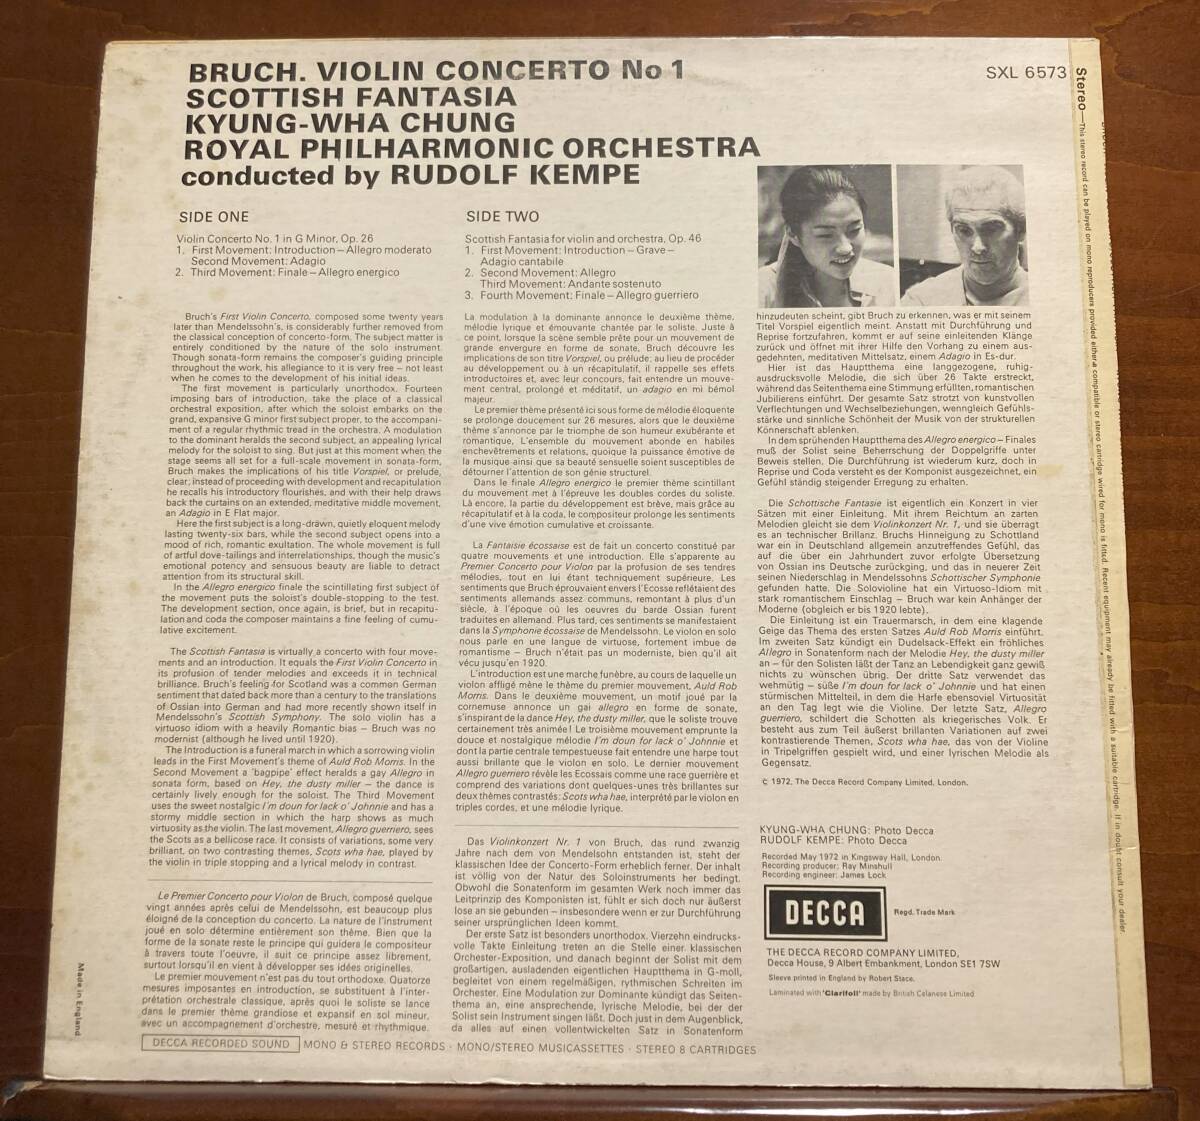 BRUCH. VIOLIN CONCERTO No 1
SCOTTISH FANTASIA
KYUNG-WHA CHUNG
ROYAL PHILHARMONIC ORCHESTRA
conducted by RUDOLF KEMPE
SXL 6573
SIDE ONE
Violin Concerto No. 1 in G Minor, Op. 26
1. First Movement: Introduction – Allegro moderato
Second Movement: Adagio
2. Third Movement: Finale – Allegro energico
SIDE TWO
Scottish Fantasia for violin and orchestra, Op. 46
1. First Movement: Introduction – Grave –
Adagio cantabile
2. Second Movement: Allegro
Third Movement: Andante sostenuto
3. Fourth Movement: Finale – Allegro guerriero
Bruch's First Violin Concerto, composed some twenty years
later than Mendelssohn's, is considerably further removed from
the classical conception of concerto-form. The subject matter is
entirely conditioned by the nature of the solo instrument.
Though sonata-form remains the composer's guiding principle
throughout the work, his allegiance to it is very free – not least
when he comes to the development of his initial ideas.
The first movement is particularly unorthodox. Fourteen
imposing bars of introduction, take the place of a classical
orchestral exposition, after which the soloist embarks on the
grand, expansive G minor first subject proper, to the accompani-
ment of a regular rhythmic tread in the orchestra. A modulation
to the dominant heralds the second subject, an appealing lyrical
melody for the soloist to sing. But just at this moment when the
stage seems all set for a full-scale movement in sonata-form,
Bruch makes the implications of his title Vorspiel, or prelude,
clear; instead of proceeding with development and recapitulation
he recalls his introductory flourishes, and with their help draws
back the curtains on an extended, meditative middle movement,
an Adagio in E Flat major.
Here the first subject is a long-drawn, quietly eloquent melody
lasting twenty-six bars, while the second subject opens into a
mood of rich, romantic exultation. The whole movement is full
of artful dove-tailings and interrelationships, though the music's
emotional potency and sensuous beauty are liable to detract
attention from its structural skill.
In the Allegro energico finale the scintillating first subject of
the movement puts the soloist's double-stopping to the test.
The development section, once again, is brief, but in recapitu-
lation and coda the composer maintains a fine feeling of cumu-
lative excitement.
The Scottish Fantasia is virtually a concerto with four move-
ments and an introduction. It equals the First Violin Concerto in
its profusion of tender melodies and exceeds it in technical
brilliance. Bruch's feeling for Scotland was a common German
sentiment that dated back more than a century to the translations
of Ossian into German and had more recently shown itself in
Mendelssohn's Scottish Symphony. The solo violin has a
virtuoso idiom with a heavily Romantic bias – Bruch was no
modernist (although he lived until 1920).
The Introduction is a funeral march in which a sorrowing violin
leads in the First Movement's theme of Auld Rob Morris. In the
Second Movement a 'bagpipe' effect heralds a gay Allegro in
sonata form, based on Hey, the dusty miller – the dance is
certainly lively enough for the soloist. The Third Movement
uses the sweet nostalgic I'm doun for lack o' Johnnie and has a
stormy middle section in which the harp shows as much
virtuosity as the violin. The last movement, Allegro guerriero, sees
the Scots as a bellicose race. It consists of variations, some very
brilliant, on two contrasting themes, Scots wha hae, played by
the violin in triple stopping and a lyrical melody in contrast.
Le Premier Concerto pour Violon de Bruch, composé quelque
vingt années après celui de Mendelssohn, est beaucoup plus
éloigné de la conception du concerto. La nature de l'instrument
joué en solo détermine entièrement son thème. Bien que la
forme de la sonate reste le principe qui guidera le compositeur
à travers toute l'oeuvre, il suit ce principe assez librement,
surtout lorsqu'il en vient à développer ses idées originelles.
Le premier mouvement n'est pas du tout orthodoxe. Quatorze
mesures imposantes en introduction, se substituent à l'inter-
prétation orchestrale classique, après quoi le soliste se lance
dans le premier thème grandiose et expansif en sol mineur,
avec un accompagnement d'orchestre, mesuré et rhythmique.
La modulation à la dominante annonce le deuxième thème,
mélodie lyrique et émouvante chantée par le soliste. Juste à
ce point, lorsque la scène semble prête pour un mouvement de
grande envergure en forme de sonate, Bruch découvre les
implications de son titre Vorspiel, ou prélude; au lieu de procéder
au développement ou à un récapitulatif, il rappelle ses effets
introductoires et, avec leur concours, fait entendre un mouve-
ment central, prolongé et méditatif, un adagio en mi bémol
majeur.
Le premier thème présenté ici sous forme de mélodie éloquente
se prolonge doucement sur 26 mesures, alors que le deuxième
thème s'annonce par le triomphe de son humeur exubérante et
romantique, L'ensemble du mouvement abonde en habiles
enchevêtrements et relations, quoique la puissance émotive de
la musique ainsi que sa beauté sensuelle soient susceptibles de
détourner l'attention de son génie structurel.
Dans le finale Allegro energico le premier thème scintillant
du mouvement met à l'épreuve les doubles cordes du soliste.
Là encore, la partie du développement est brève, mais grâce au
récapitulatif et à la coda, le compositeur prolonge les sentiments
d'une vive émotion cumulative et croissante.
La Fantaisie écossaise est de fait un concerto constitué par
quatre mouvements et une introduction. Elle s'apparente au
Premier Concerto pour Violon par la profusion de ses tendres
mélodies, tout en lui étant techniquement supérieure. Les
sentiments que Bruch éprouvaient envers l'Ecosse reflétaient des
sentiments allemands assez communs, remontant à plus d'un
siècle, à l'époque où les oeuvres du barde Ossian furent
traduites en allemand. Plus tard, ces sentiments se manifestaient
dans la Symphonie écossaise de Mendelssohn. Le violon en solo
nous parle en une langue de virtuose, fortement imbue de
romantisme – Bruch n'était pas un moderniste, bien qu'il ait
vécu jusqu'en 1920.
L'introduction est une marche funèbre, au cours de laquelle un
violon affligé mène le thème du premier mouvement, Auld Rob
Morris. Dans le deuxième mouvement, un motif joué par la
cornemuse annonce un gai allegro en forme de sonate,
s'inspirant de la dance Hey, the dusty miller, que le soliste trouve
certainement très animée! Le troisième mouvement emprunte la
douce et nostalgique mélodie I'm doun for lack o' Johnnie et
dont la partie centrale tempestueuse fait entendre une harpe tout
aussi brillante que le violon en solo. Le dernier mouvement
Allegro guerriero révèle les Ecossais comme une race guerrière et
comprend des variations dont quelques-unes très brillantes sur
deux thèmes contrastés: Scots wha hae, interprété par le violon en
triples cordes, et une mélodie lyrique.
Das Violinkonzert Nr. 1 von Bruch, das rund zwanzig
Jahre nach dem von Mendelsohn entstanden ist, steht der
klassischen Idee der Concerto-Form erheblich ferner. Der inhalt
ist völlig von der Natur des Soloinstruments her bedingt.
Obwohl die Sonatenform im gesamten Werk noch immer das
Leitprinzip des Komponisten ist, fühlt er sich doch nur äußerst
lose an sie gebunden – insbesondere wenn er zur Durchführung
seiner ursprünglichen Ideen kommt.
Der erste Satz ist besonders unorthodox. Vierzehn eindrucks-
volle Takte Einleitung treten an die Stelle einer klassischen
Orchester-Exposition, und danach beginnt der Solist mit dem
großartigen, ausladenden eigentlichen Hauptthema in G-moll,
begleitet von einem regelmäßigen, rythmischen Schreiten im
Orchester. Eine Modulation zur Dominante kündigt das Seiten-
thema an, eine ansprechende, lyrische Melodie, bei der der
Solist sein Instrument singen läßt. Doch just in dem Augenblick,
da alles auf einen vollentwickelten Satz in Sonatenform
hinzudeuten scheint, gibt Bruch zu erkennen, was er mit seinem
Titel Vorspiel eigentlich meint. Anstatt mit Durchführung und
Reprise fortzufahren, kommt er auf seine einleitenden Klänge
zurück und öffnet mit ihrer Hilfe den Vorhang zu einem aus-
gedehnten, meditativen Mittelsatz, einem Adagio in Es-dur.
Hier ist das Hauptthema eine langgezogene, ruhig-
ausdrucksvolle Melodie, die sich über 26 Takte erstreckt,
während das Seitenthema eine Stimmung erfüllten, romantischen
Jubilierens einführt. Der gesamte Satz strotzt von kunstvollen
Verflechtungen und Wechselbeziehungen, wenngleich Gefühls-
stärke und sinnliche Schönheit der Musik von der strukturellen
Könnerschaft ablenken.
In dem sprühenden Hauptthema des Allegro energico – Finales
muß der Solist seine Beherrschung der Doppelgriffe unter
Beweis stellen. Die Durchführung ist wiederum kurz, doch in
Reprise und Coda versteht es der Komponist ausgezeichnet, ein
Gefühl ständig steigender Erregung zu erhalten.
Die Schottische Fantasie ist eigentlich ein Konzert in vier
Sätzen mit einer Einleitung. Mit ihrem Reichtum an zarten
Melodien gleicht sie dem Violinkonzert Nr. 1, und sie überragt
es an technischer Brillanz. Bruchs Hinneigung zu Schottland
war ein in Deutschland allgemein anzutreffendes Gefühl, das
auf die über ein Jahrhundert zuvor erfolgte Übersetzung
von Ossian ins Deutsche zurückging, und das in neuerer Zeit
seinen Niederschlag in Mendelssohns Schottischer Symphonie
gefunden hatte. Die Solovioline hat ein Virtuoso-Idiom mit
stark romantischem Einschlag – Bruch war kein Anhänger der
Moderne (obgleich er bis 1920 lebte).
Die Einleitung ist ein Trauermarsch, in dem eine klagende
Geige das Thema des ersten Satzes Auld Rob Morris einführt.
Im zweiten Satz kündigt ein Dudelsack-Effekt ein fröhliches
Allegro in Sonatenform nach der Melodie Hey, the dusty miller
an – für den Solisten läßt der Tanz an Lebendigkeit ganz gewiß
nichts zu wünschen übrig. Der dritte Satz verwendet das
wehmütig – süße I'm doun for lack o' Johnnie und hat einen
stürmischen Mittelteil, in dem die Harfe ebensoviel Virtuosität
an den Tag legt wie die Violine. Der letzte Satz, Allegro
guerriero, schildert die Schotten als kriegerisches Volk. Er
besteht aus zum Teil äußerst brillanten Variationen auf zwei
kontrastierende Themen, Scots wha hae, das von der Violine
in Tripelgriffen gespielt wird, und einer lyrischen Melodie als
Gegensatz.
© 1972, The Decca Record Company Limited, London.
KYUNG-WHA CHUNG: Photo Decca
RUDOLF KEMPE: Photo Decca
Recorded May 1972 in Kingsway Hall, London.
Recording producer: Ray Minshull
Recording engineer: James Lock
DECCA
Regd. Trade Mark
THE DECCA RECORD COMPANY LIMITED,
Decca House, 9 Albert Embankment, London SE1 7SW
Sleeve printed in England by Robert Stace.
Laminated with 'Clarifoil' made by British Celanese Limited
Made in England
DECCA RECORDED SOUND MONO & STEREO RECORDS · MONO/STEREO MUSICASSETTES · STEREO 8 CARTRIDGES
Stereo—This stereo record can be played on mono reproducers provided either a compatible or stereo cartridge wired for mono is fitted. Recent equipment may already be fitted with a suitable cartridge. If in doubt consult your dealer.